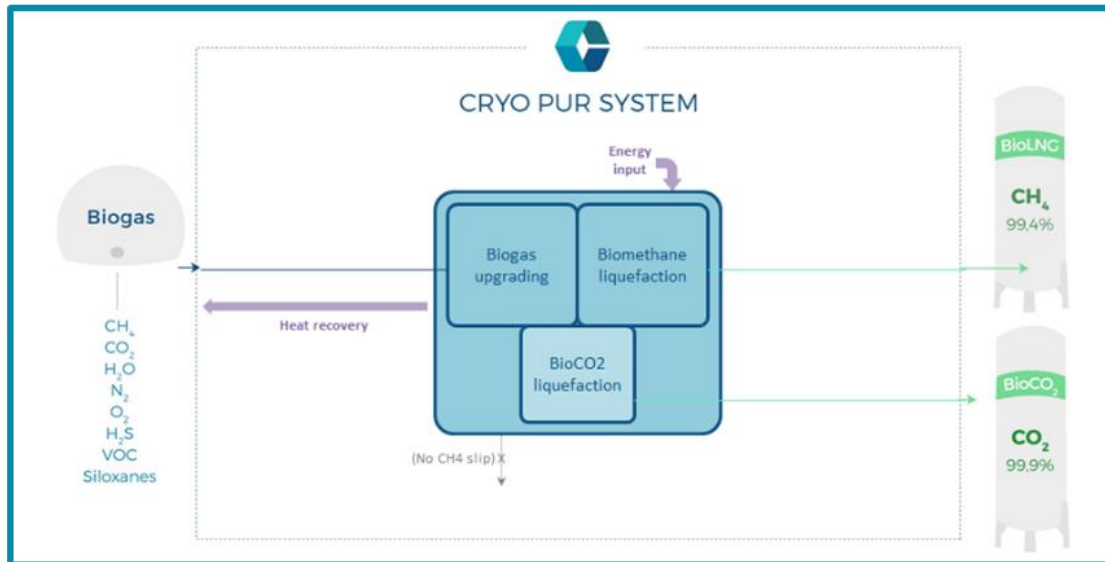 CRYO PUR SYSTEM
Energy
input
Biogas
Biogas
upgrading
Biomethane
liquefaction
BioCO2
liquefaction
Heat recovery
(No CH4 slip)
CH₄
CO₂
H₂O
N₂
O₂
H₂S
VOC
Siloxanes
BioLNG
CH₄
99,4%
BioCO₂
CO₂
99,9%